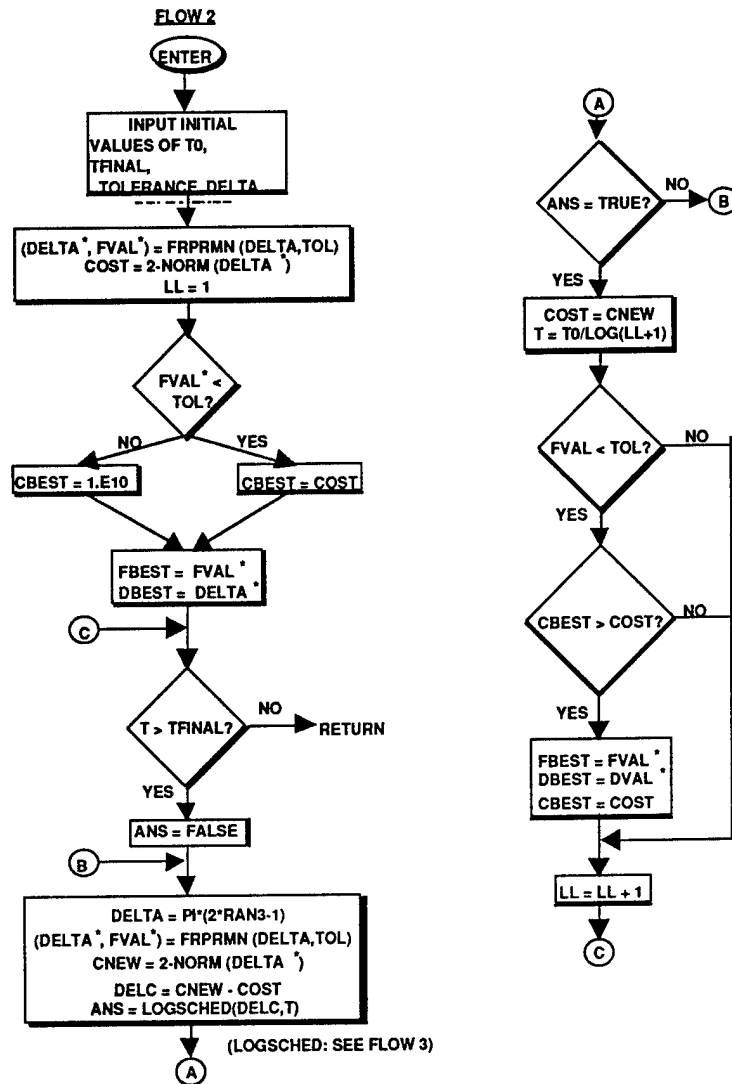 FLOW 2
ENTER
INPUT INITIAL
VALUES OF T0,
TFINAL,
TOLERANCE, DELTA
(DELTA*, FVAL*) = FRPRMN (DELTA,TOL)
COST = 2-NORM (DELTA *)
LL = 1
FVAL* <
TOL?
NO
YES
CBEST = 1.E10
CBEST = COST
FBEST = FVAL *
DBEST = DELTA *
C
T > TFINAL?
NO
RETURN
YES
ANS = FALSE
B
DELTA = PI*(2*RAN3-1)
(DELTA*, FVAL*) = FRPRMN (DELTA,TOL)
CNEW = 2-NORM (DELTA *)
DELC = CNEW - COST
ANS = LOGSCHED(DELC,T)
(LOGSCHED: SEE FLOW 3)
A
A
ANS = TRUE?
NO
B
YES
COST = CNEW
T = T0/LOG(LL+1)
FVAL < TOL?
NO
YES
CBEST > COST?
NO
YES
FBEST = FVAL *
DBEST = DVAL *
CBEST = COST
LL = LL + 1
C